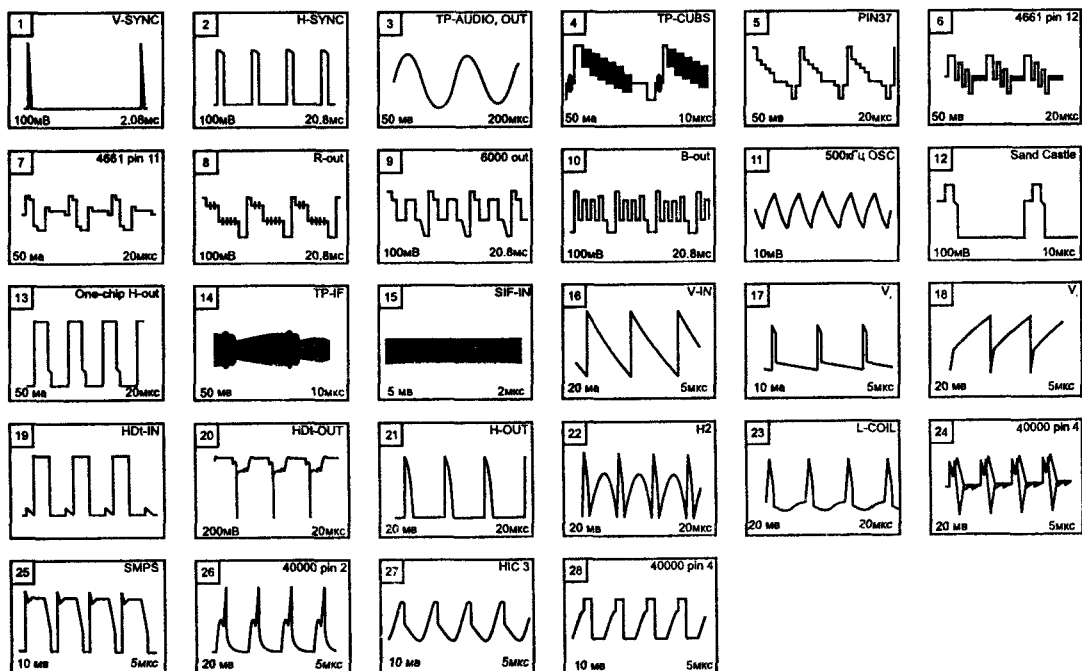 1 V-SYNC
100мВ 2.08мс
2 H-SYNC
100мВ 20.8мс
3 TP-AUDIO, OUT
50 мв 200мкс
4 TP-CUBS
50 ма 10мкс
5 PIN37
50 мв 20мкс
6 4661 pin 12
50 мв 20мкс
7 4661 pin 11
50 ма 20мкс
8 R-out
100мВ 20,8мс
9 6000 out
100мВ 20.8мс
10 B-out
100мВ 20.8мс
11 500кГц OSC
10мВ
12 Sand Castle
100мВ 10мкс
13 One-chip H-out
50 ма 20мкс
14 TP-IF
50 мв 10мкс
15 SIF-IN
5 мв 2мкс
16 V-IN
20 ма 5мкс
17 V,
10 ма 5мкс
18 V,
20 мв 5мкс
19 HDt-IN
20 HDt-OUT
200мВ 20мкс
21 H-OUT
20 мв 20мкс
22 H2
20 мв 20мкс
23 L-COIL
20 мв 20мкс
24 40000 pin 4
20 мв 5мкс
25 SMPS
10 мв 5мкс
26 40000 pin 2
20 мв 5мкс
27 HIC 3
10 мв 5мкс
28 40000 pin 4
10 мв 5мкс